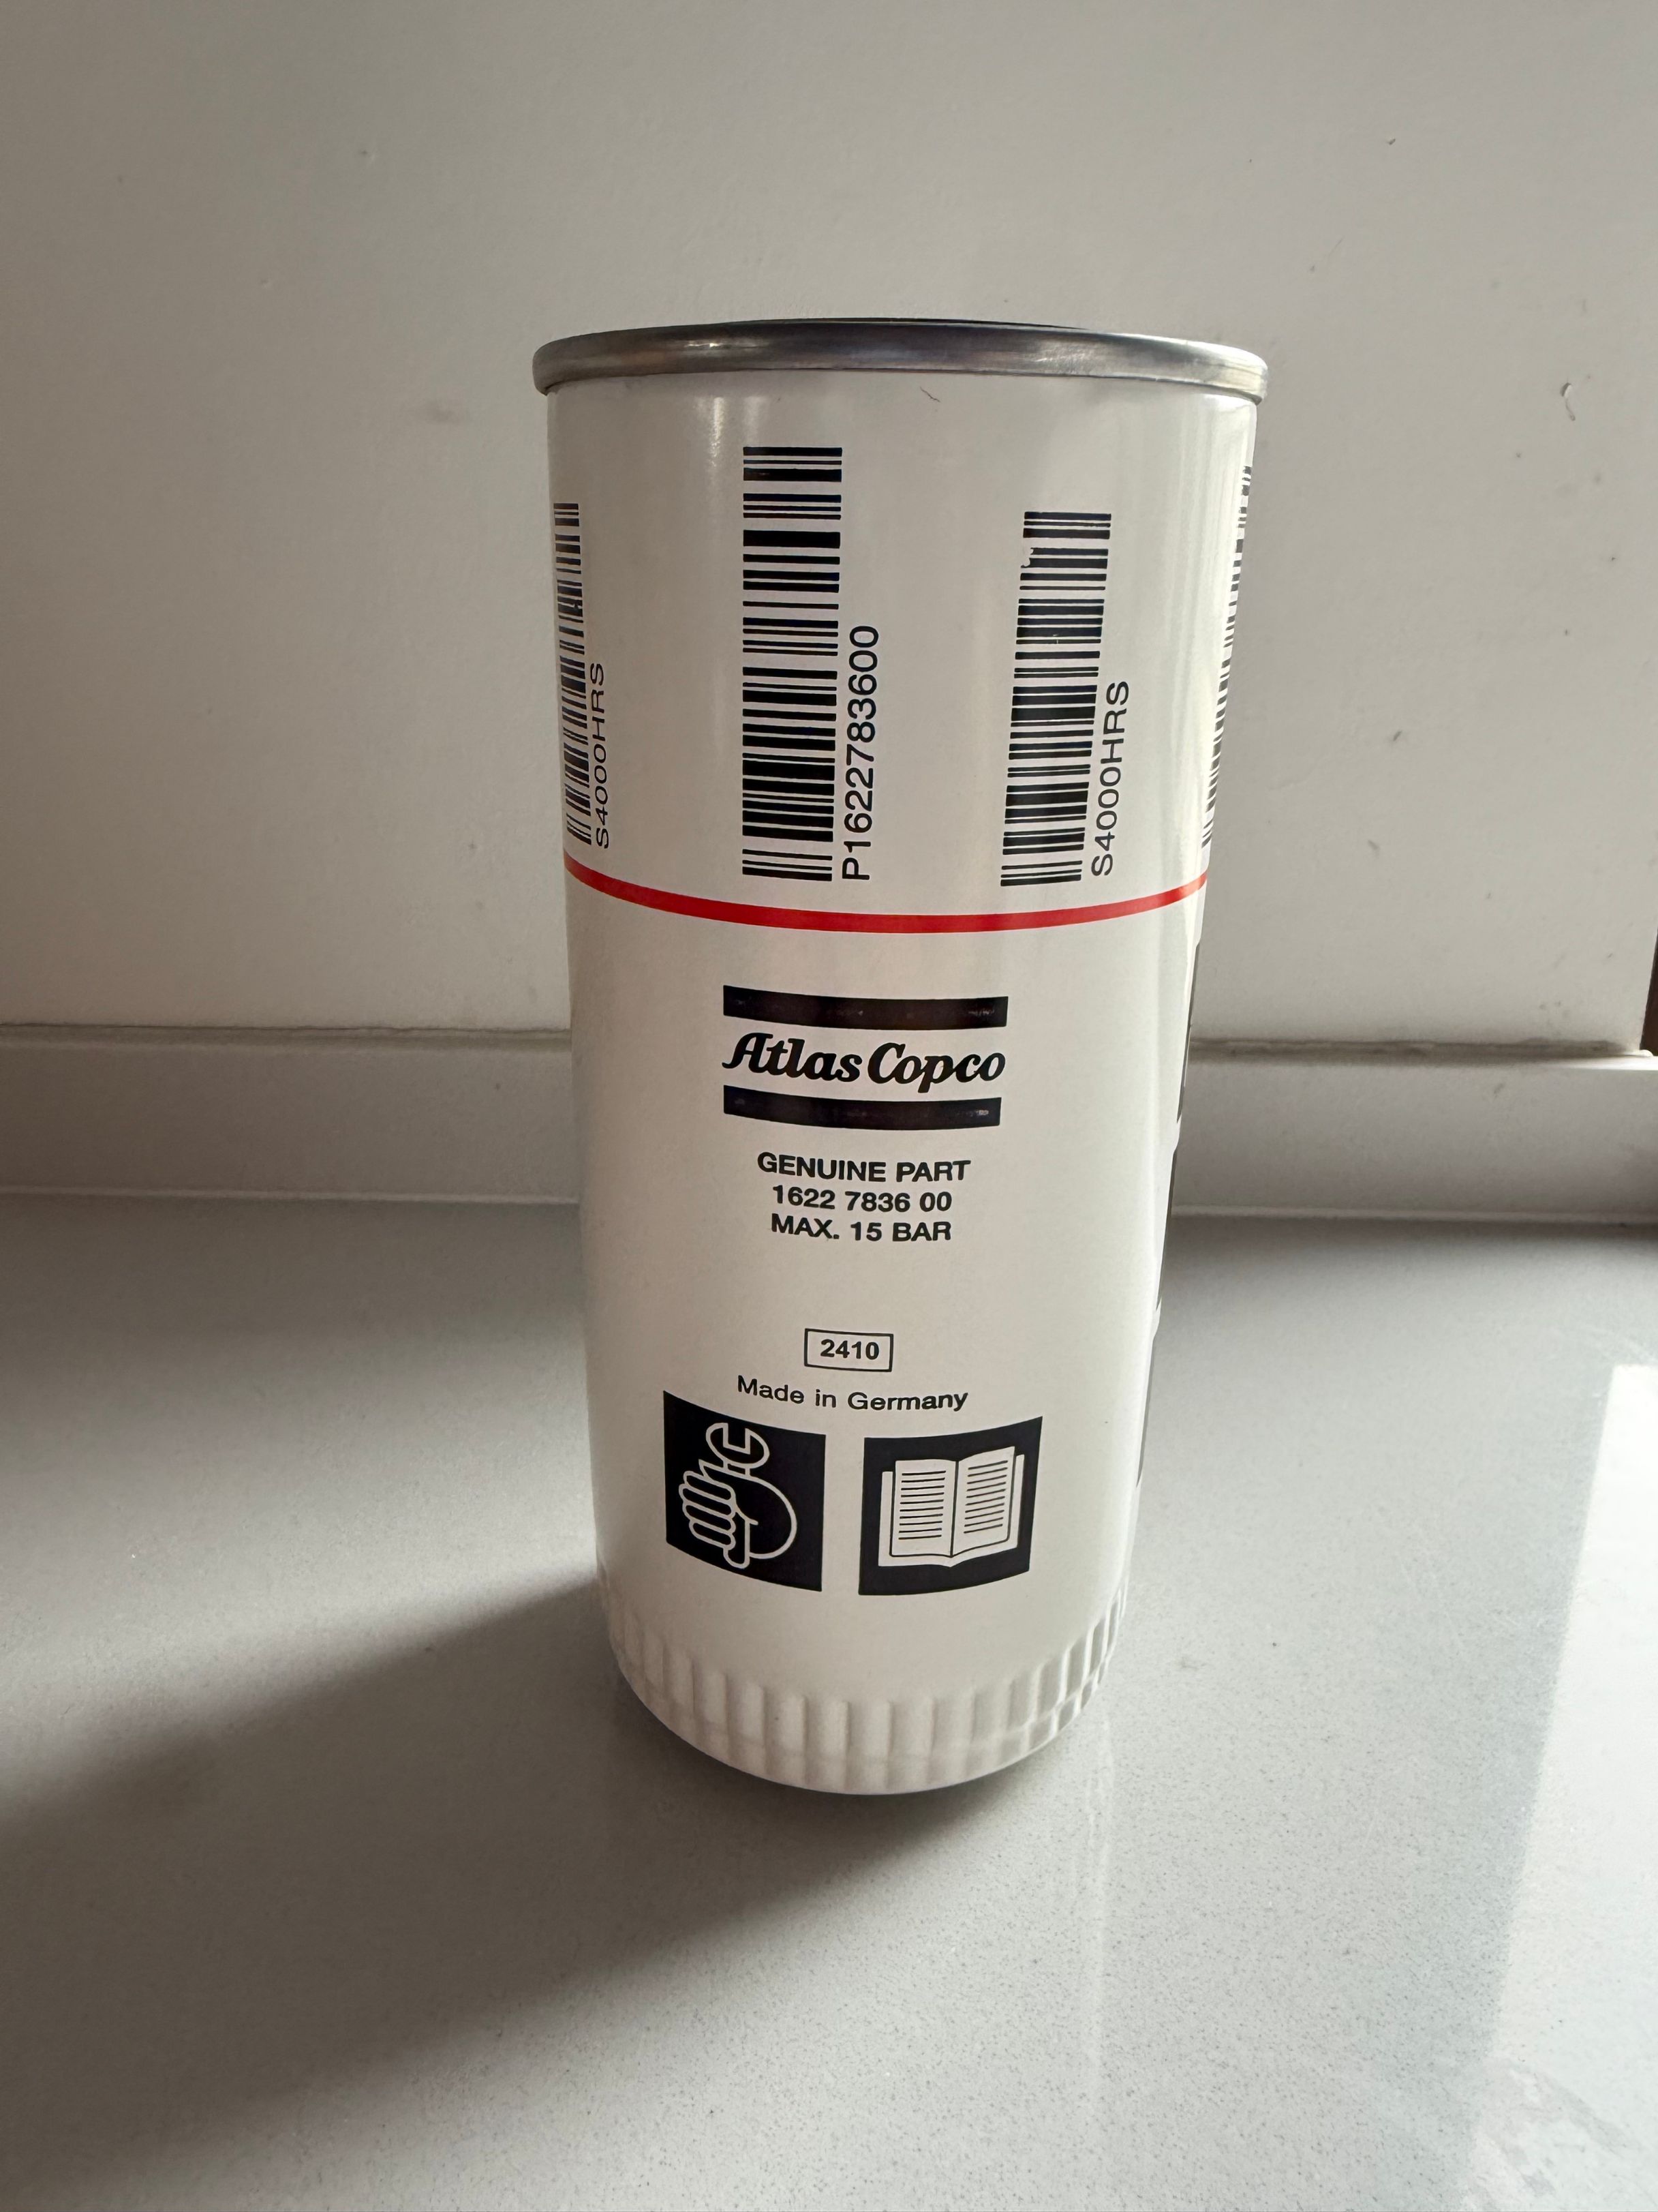 S4000HRS
P1622783600
S4000HRS
Atlas Copco
GENUINE PART
1622 7836 00
MAX. 15 BAR
2410
Made in Germany